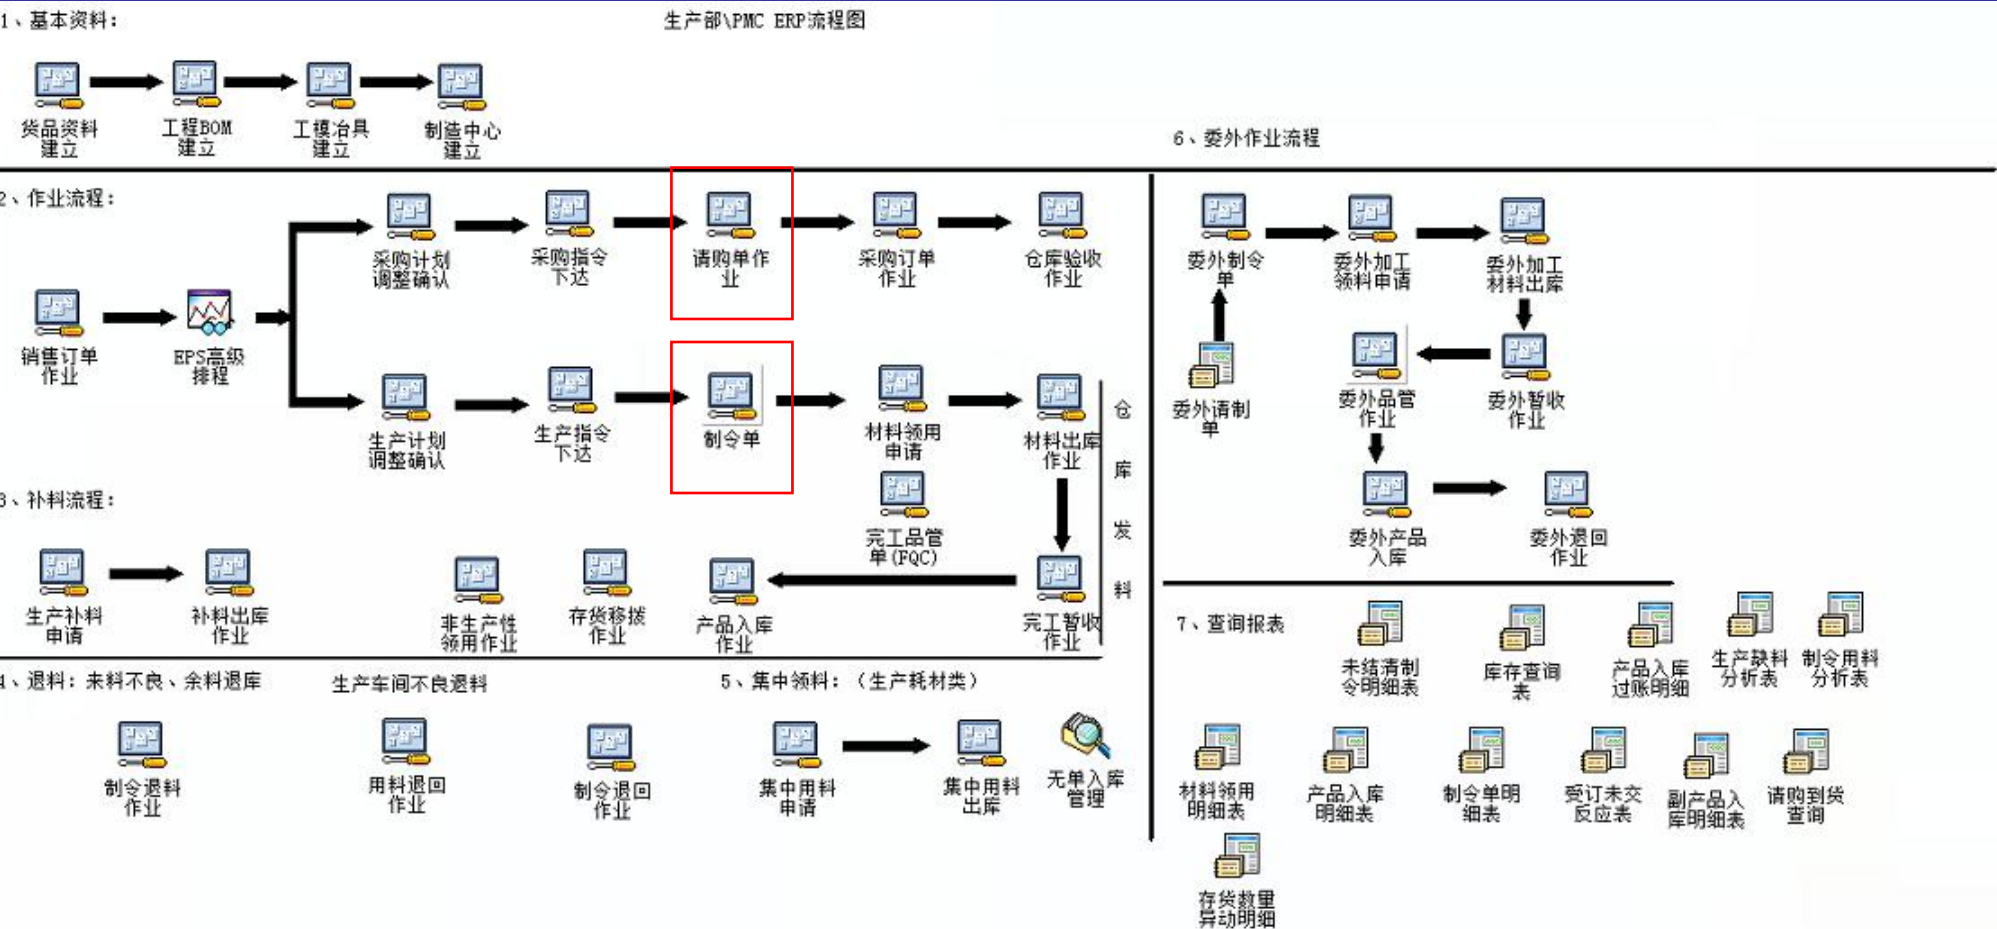 1、基本资料：
生产部\PMC ERP流程图
货品资料
建立
工程BOM
建立
工模冶具
建立
制造中心
建立
6、委外作业流程
2、作业流程：
采购计划
调整确认
采购指令
下达
请购单作
业
采购订单
作业
仓库验收
作业
销售订单
作业
EPS高级
排程
生产计划
调整确认
生产指令
下达
制令单
材料领用
申请
材料出库
作业
仓
库
发
料
完工品管
单(FQC)
完工暂收
作业
产品入库
作业
3、补料流程：
生产补料
申请
补料出库
作业
非生产性
领用作业
存货移拨
作业
委外制令
单
委外加工
领料申请
委外加工
材料出库
委外请制
单
委外品管
作业
委外暂收
作业
委外产品
入库
委外退回
作业
4、退料：来料不良、余料退库
生产车间不良退料
5、集中领料：（生产耗材类）
制令退料
作业
用料退回
作业
制令退回
作业
集中用料
申请
集中用料
出库
无单入库
管理
7、查询报表
未结清制
令明细表
库存查询
表
产品入库
过账明细
生产缺料
分析表
制令用料
分析表
材料领用
明细表
产品入库
明细表
制令单明
细表
受订未交
反应表
副产品入
库明细表
请购到货
查询
存货数量
异动明细